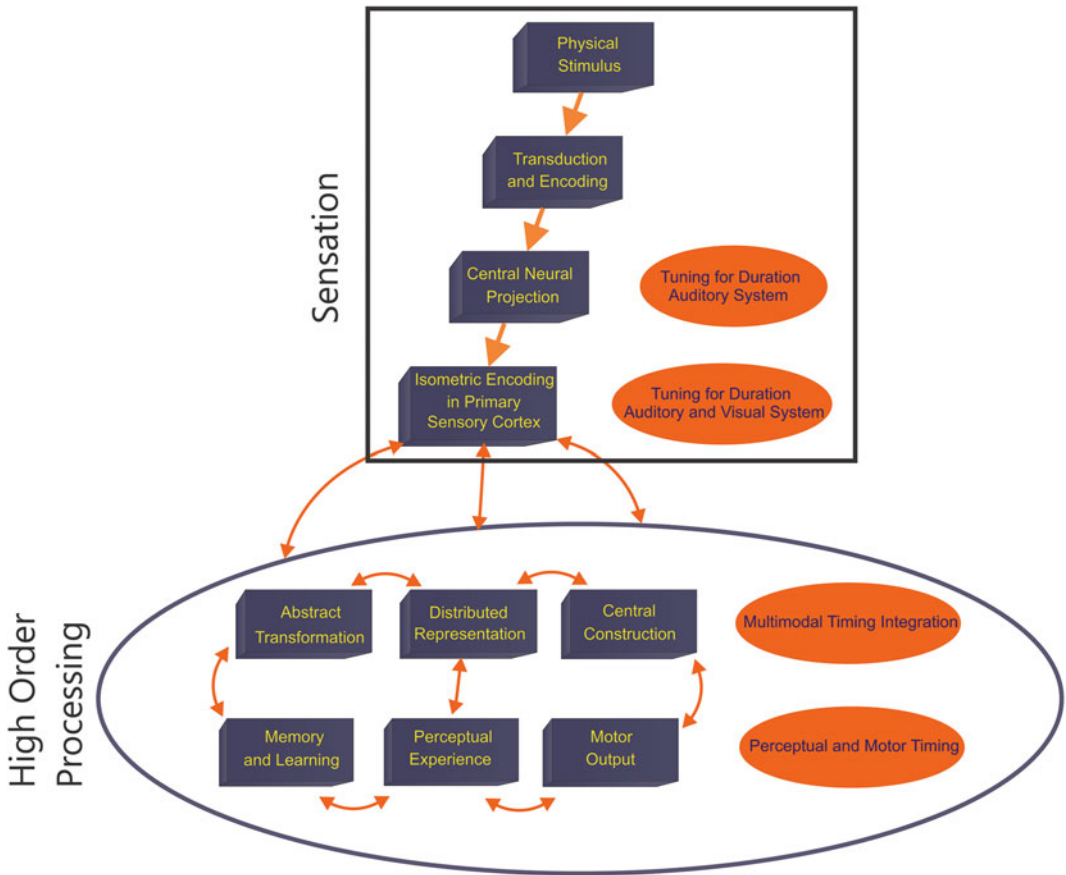 Sensation
Physical
Stimulus
Transduction
and Encoding
Central Neural
Projection
Tuning for Duration
Auditory System
Isometric Encoding
in Primary
Sensory Cortex
Tuning for Duration
Auditory and Visual System
High Order
Processing
Abstract
Transformation
Distributed
Representation
Central
Construction
Multimodal Timing Integration
Memory
and Learning
Perceptual
Experience
Motor
Output
Perceptual and Motor Timing